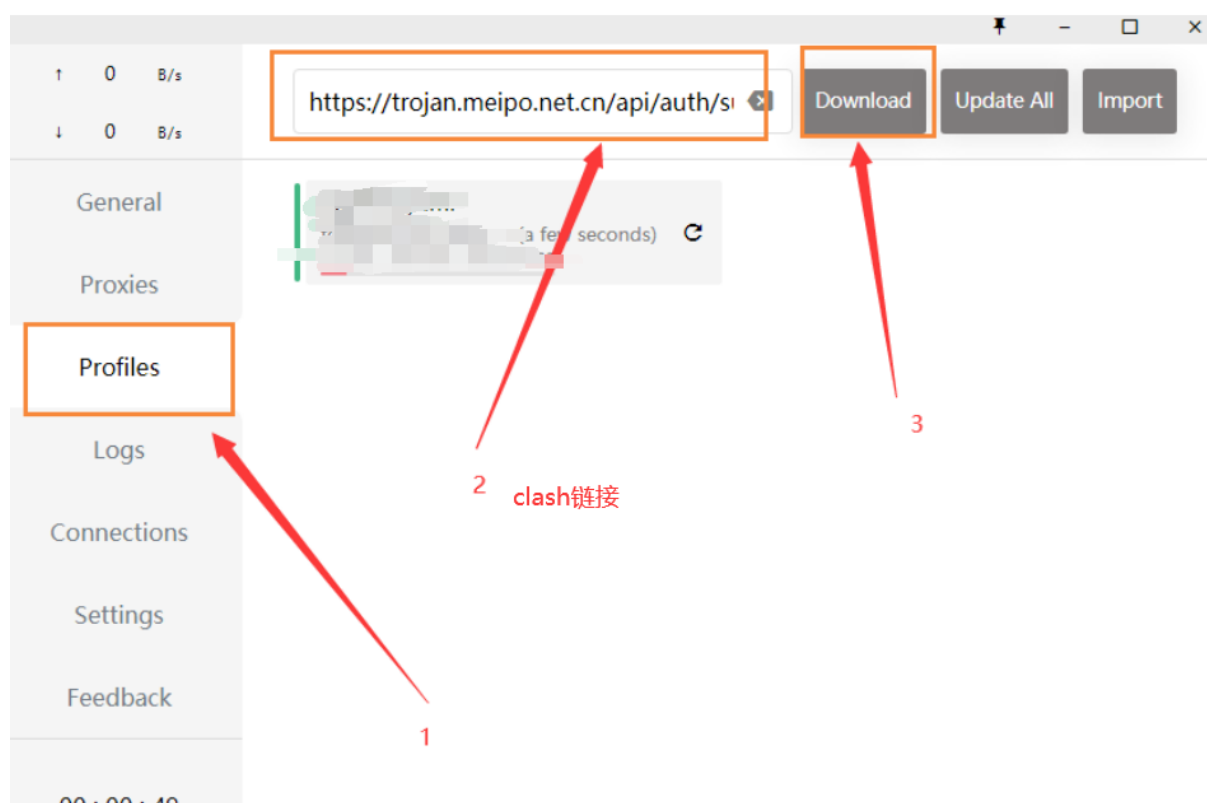 ↑ 0 B/s
↓ 0 B/s
https://trojan.meipo.net.cn/api/auth/su
Download
Update All
Import
General
(a few seconds)
Proxies
Profiles
3
Logs
2 clash链接
Connections
Settings
Feedback
1